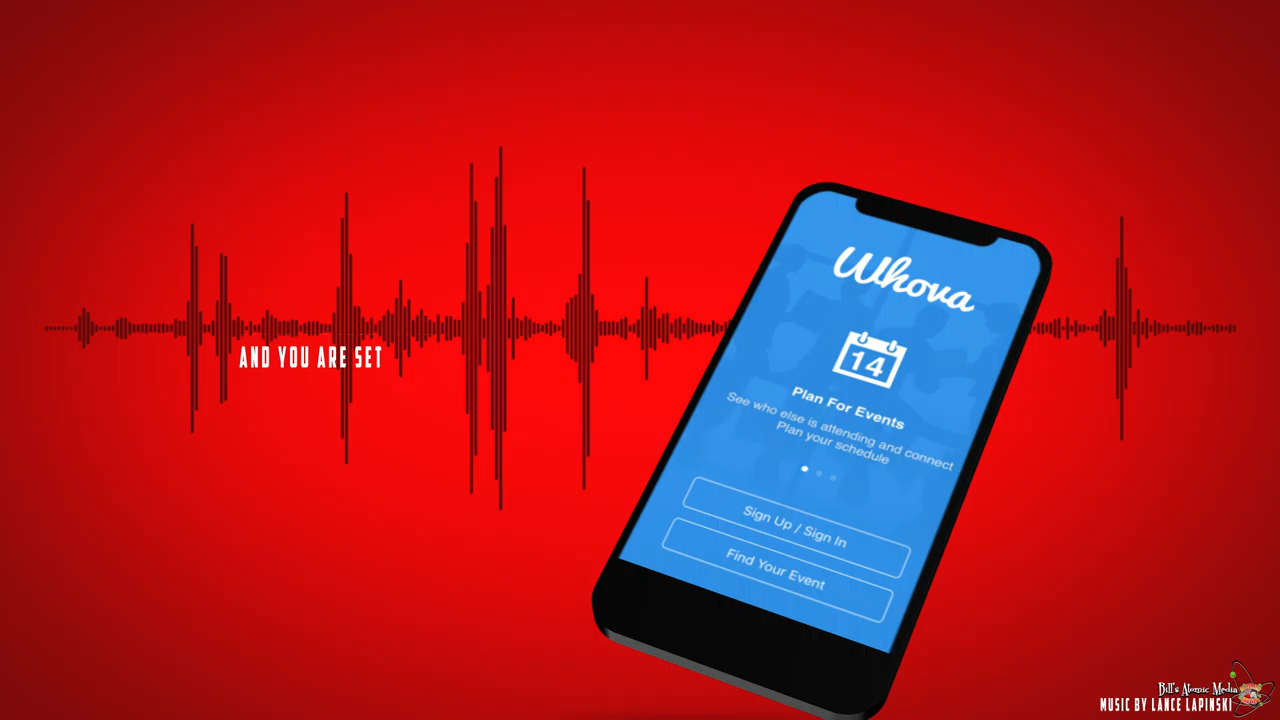 AND YOU ARE SET
Whova
14
Plan For Events
See who else is attending and connect
Plan your schedule
Sign Up / Sign In
Find Your Event
Bill's Atomic Media
MUSIC BY LANCE LAPINSKI